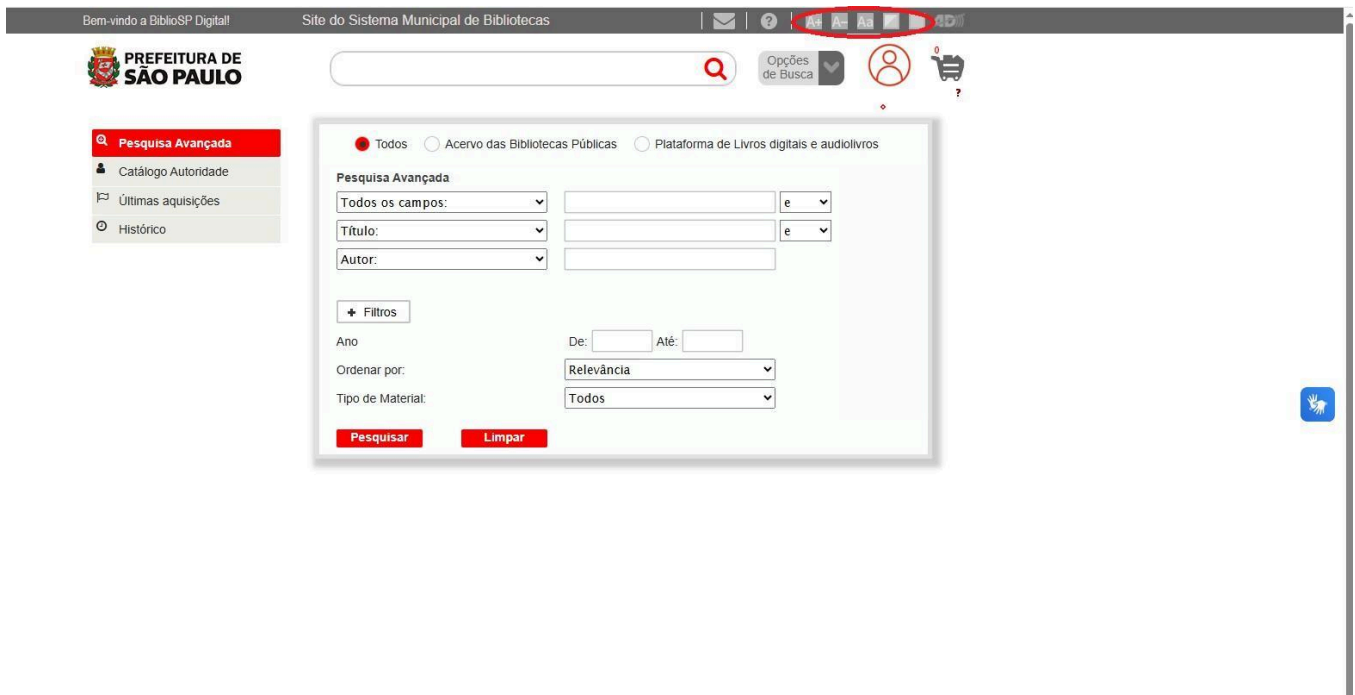 Bem-vindo a BiblioSP Digital!
Site do Sistema Municipal de Bibliotecas
?
A+ A- Aa
AD
PREFEITURA DE
SÃO PAULO
Opções
de Busca
0
?
Pesquisa Avançada
Catálogo Autoridade
Últimas aquisições
Histórico
Todos Acervo das Bibliotecas Públicas Plataforma de Livros digitais e audiolivros
Pesquisa Avançada
Todos os campos: e
Título: e
Autor:
+ Filtros
Ano De: Até:
Ordenar por: Relevância
Tipo de Material: Todos
Pesquisar Limpar